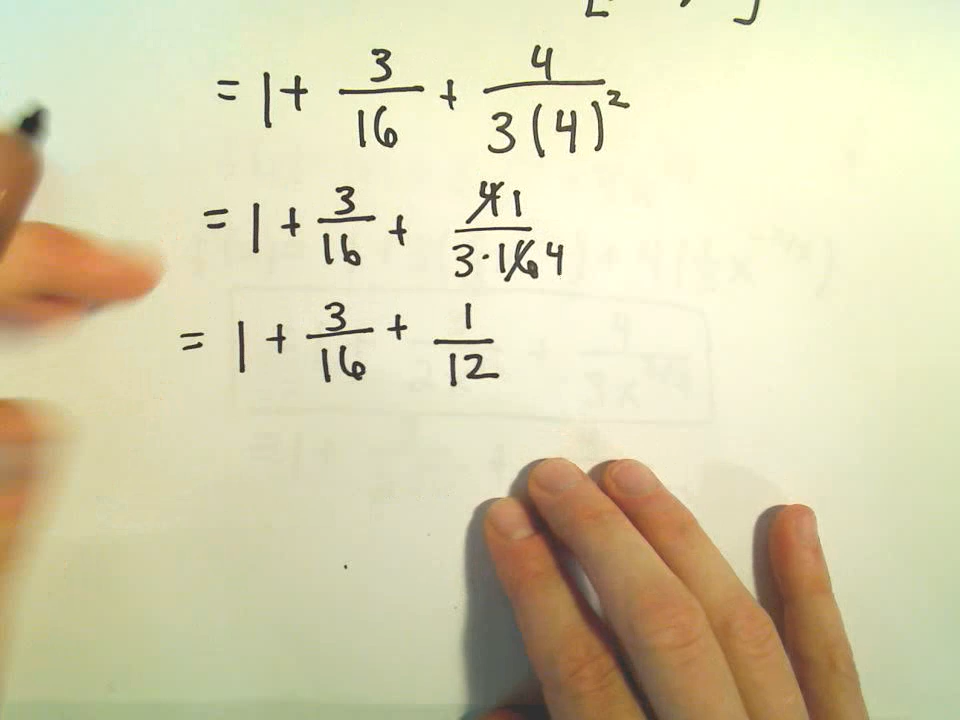 = 1 + 3/16 + 4/3(4)²
= 1 + 3/16 + 4 1/3·16 4
= 1 + 3/16 + 1/12